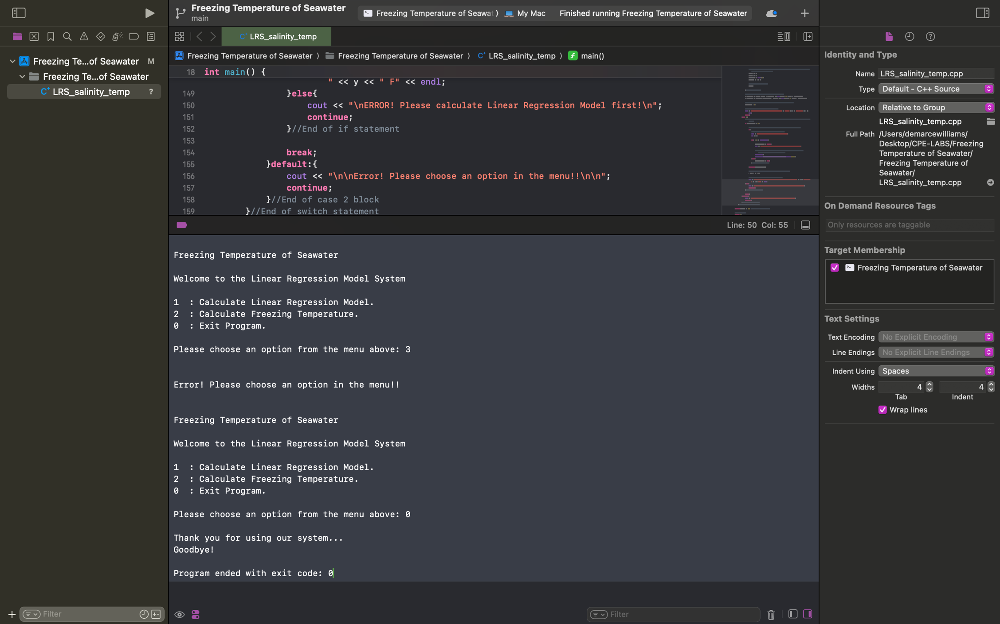 Freezing Temperature of Seawater
main
Freezing Temperature of Seawat
My Mac
Finished running Freezing Temperature of Seawater
LRS_salinity_temp
Freezing Te...of Seawater M
Freezing Te...of Seawater
LRS_salinity_temp ?
Freezing Temperature of Seawater 〉 Freezing Temperature of Seawater 〉 LRS_salinity_temp 〉 main()
18 int main() {
" << y << " F" << endl;
149 }else{
150 cout << "\nERROR! Please calculate Linear Regression Model first!\n";
151 continue;
152 }//End of if statement
153
154 break;
155 }default:{
156 cout << "\n\nError! Please choose an option in the menu!!\n\n";
157 continue;
158 }//End of case 2 block
159 }//End of switch statement
Line: 50 Col: 55
Freezing Temperature of Seawater
Welcome to the Linear Regression Model System
1 : Calculate Linear Regression Model.
2 : Calculate Freezing Temperature.
0 : Exit Program.
Please choose an option from the menu above: 3
Error! Please choose an option in the menu!!
Freezing Temperature of Seawater
Welcome to the Linear Regression Model System
1 : Calculate Linear Regression Model.
2 : Calculate Freezing Temperature.
0 : Exit Program.
Please choose an option from the menu above: 0
Thank you for using our system...
Goodbye!
Program ended with exit code: 0
Filter
Filter
Identity and Type
Name LRS_salinity_temp.cpp
Type Default - C++ Source
Location Relative to Group
LRS_salinity_temp.cpp
Full Path /Users/demarcewilliams/
Desktop/CPE-LABS/Freezing
Temperature of Seawater/
Freezing Temperature of
Seawater/
LRS_salinity_temp.cpp
On Demand Resource Tags
Only resources are taggable
Target Membership
Freezing Temperature of Seawater
Text Settings
Text Encoding No Explicit Encoding
Line Endings No Explicit Line Endings
Indent Using Spaces
Widths 4 4
Tab Indent
Wrap lines